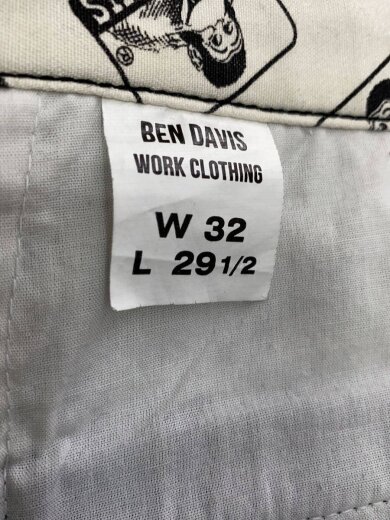 BEN DAVIS
WORK CLOTHING
W 32
L 29 1/2